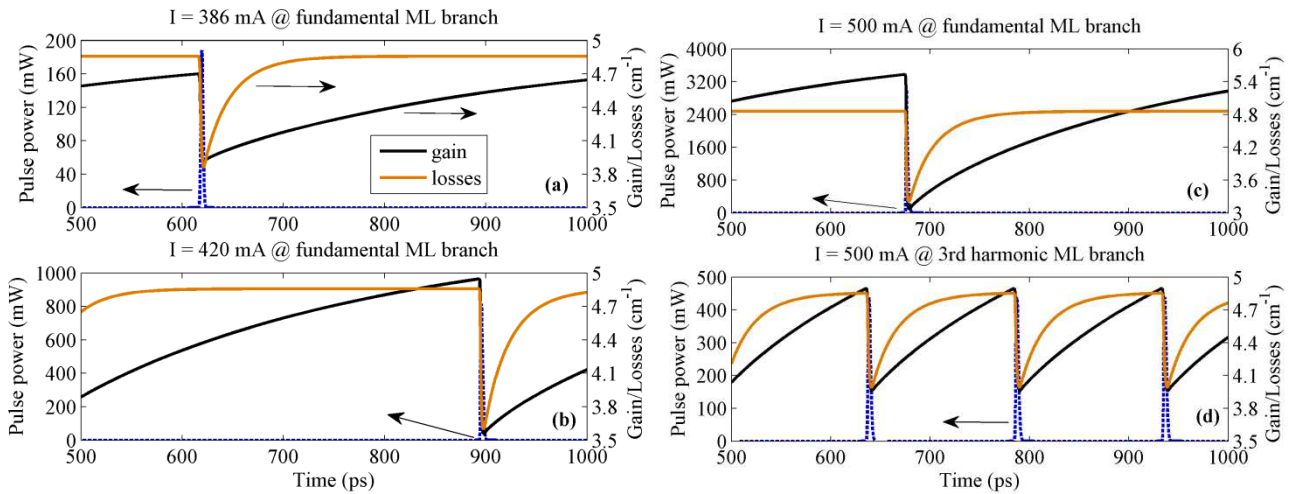 I = 386 mA @ fundamental ML branch
Pulse power (mW)
200
160
120
80
40
0
5
4.7
4.4
4.1
3.8
3.5
Gain/Losses (cm⁻¹)
gain
losses
(a)
500 600 700 800 900 1000
I = 420 mA @ fundamental ML branch
Pulse power (mW)
1000
800
600
400
200
0
5
4.7
4.4
4.1
3.8
3.5
Gain/Losses (cm⁻¹)
(b)
500 600 700 800 900 1000
Time (ps)
I = 500 mA @ fundamental ML branch
Pulse power (mW)
4000
3200
2400
1600
800
0
6
5.4
4.8
4.2
3.6
3
Gain/Losses (cm⁻¹)
(c)
500 600 700 800 900 1000
I = 500 mA @ 3rd harmonic ML branch
Pulse power (mW)
500
400
300
200
100
0
5
4.7
4.4
4.1
3.8
3.5
Gain/Losses (cm⁻¹)
(d)
500 600 700 800 900 1000
Time (ps)